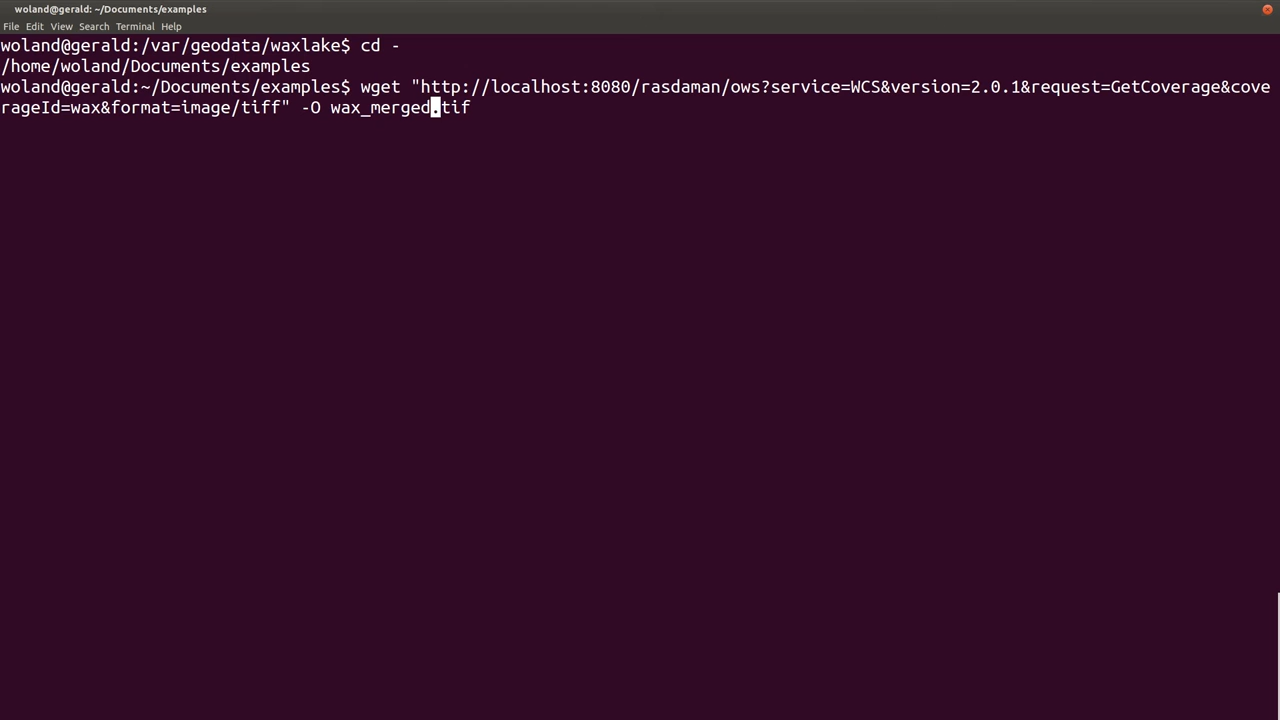 woland@gerald: ~/Documents/examples
File Edit View Search Terminal Help
woland@gerald:/var/geodata/waxlake$ cd -
/home/woland/Documents/examples
woland@gerald:~/Documents/examples$ wget "http://localhost:8080/rasdaman/ows?service=WCS&version=2.0.1&request=GetCoverage&cove
rageId=wax&format=image/tiff" -O wax_merged.tif